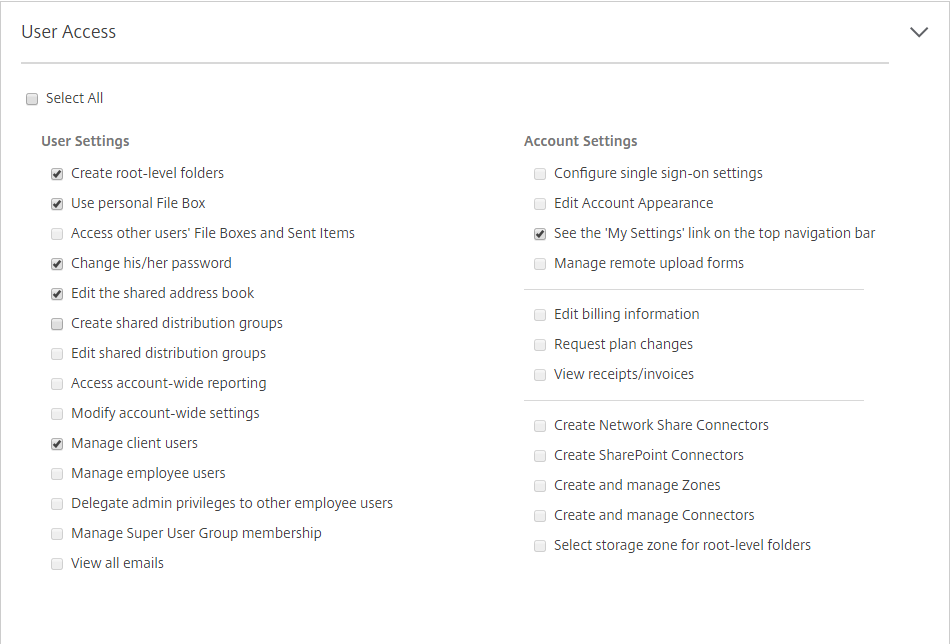 User Access
Select All
User Settings
Create root-level folders
Use personal File Box
Access other users' File Boxes and Sent Items
Change his/her password
Edit the shared address book
Create shared distribution groups
Edit shared distribution groups
Access account-wide reporting
Modify account-wide settings
Manage client users
Manage employee users
Delegate admin privileges to other employee users
Manage Super User Group membership
View all emails
Account Settings
Configure single sign-on settings
Edit Account Appearance
See the 'My Settings' link on the top navigation bar
Manage remote upload forms
Edit billing information
Request plan changes
View receipts/invoices
Create Network Share Connectors
Create SharePoint Connectors
Create and manage Zones
Create and manage Connectors
Select storage zone for root-level folders